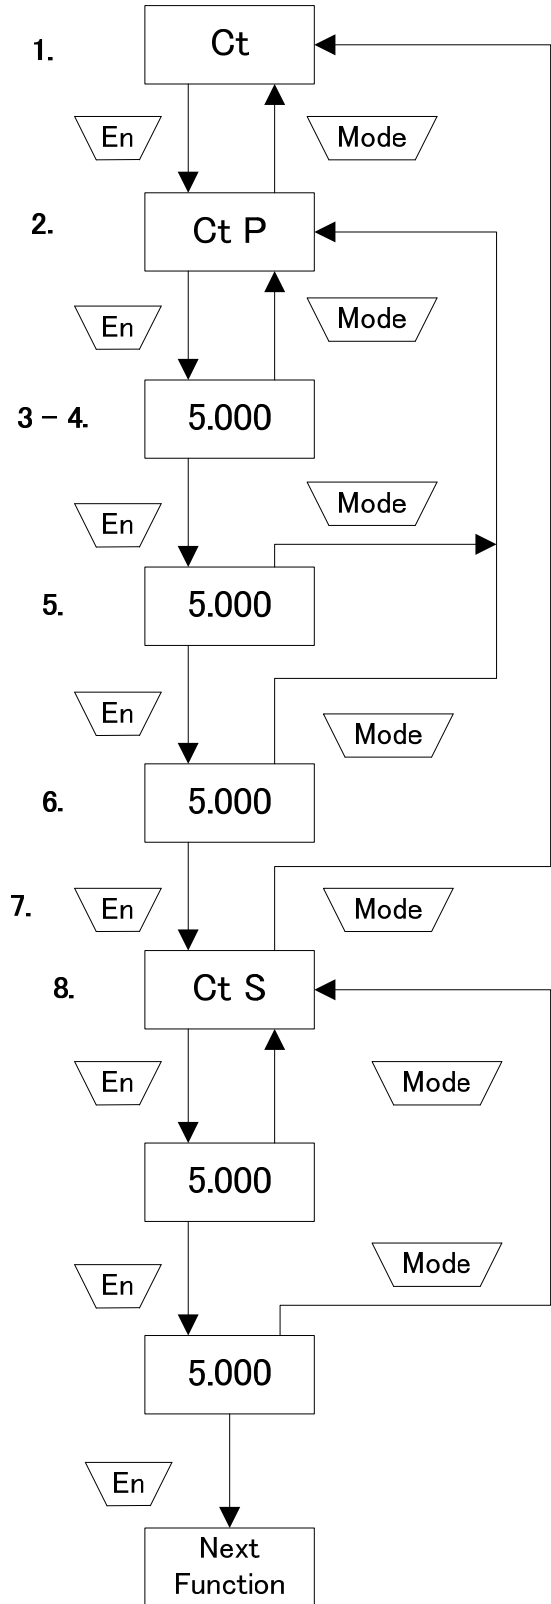 1.
Ct
En
Mode
2.
Ct P
En
Mode
3 – 4.
5.000
En
Mode
5.
5.000
En
Mode
6.
5.000
7.
En
Mode
8.
Ct S
En
Mode
5.000
En
Mode
5.000
En
Next
Function